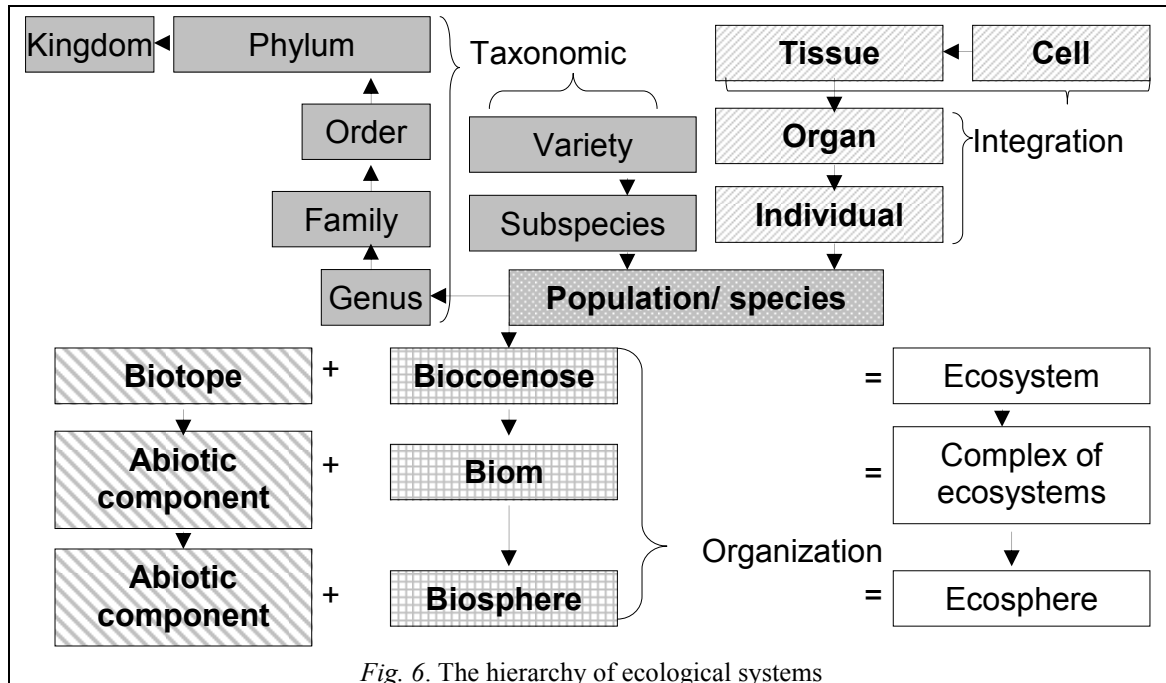 Kingdom
Phylum
Taxonomic
Tissue
Cell
Order
Variety
Organ
Integration
Family
Subspecies
Individual
Genus
Population/ species
Biotope
+
Biocoenose
=
Ecosystem
Abiotic
component
+
Biom
=
Complex of
ecosystems
Organization
Abiotic
component
+
Biosphere
=
Ecosphere
Fig. 6. The hierarchy of ecological systems